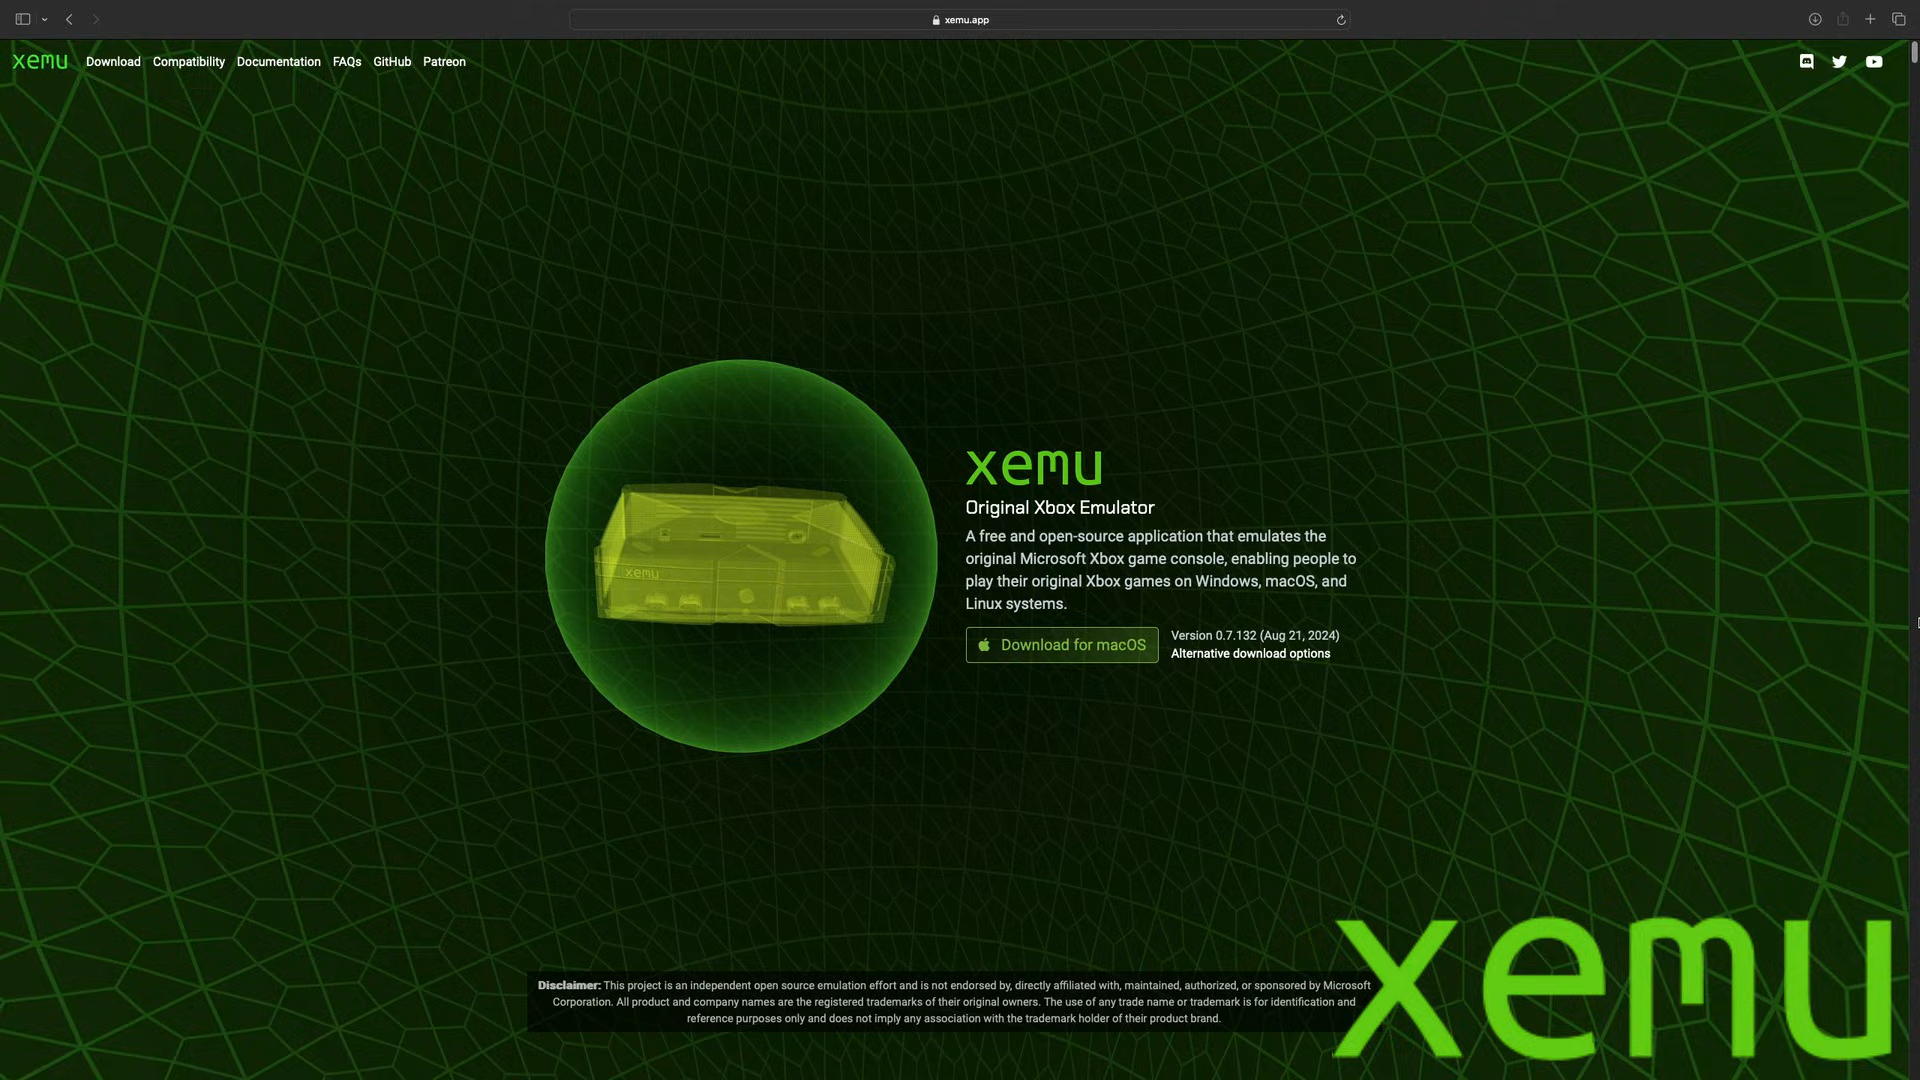 xemu.app
xemu Download Compatibility Documentation FAQs GitHub Patreon
xemu
xemu
Original Xbox Emulator
A free and open-source application that emulates the
original Microsoft Xbox game console, enabling people to
play their original Xbox games on Windows, macOS, and
Linux systems.
Download for macOS
Version 0.7.132 (Aug 21, 2024)
Alternative download options
Disclaimer: This project is an independent open source emulation effort and is not endorsed by, directly affiliated with, maintained, authorized, or sponsored by Microsoft
Corporation. All product and company names are the registered trademarks of their original owners. The use of any trade name or trademark is for identification and
reference purposes only and does not imply any association with the trademark holder of their product brand.
xemu